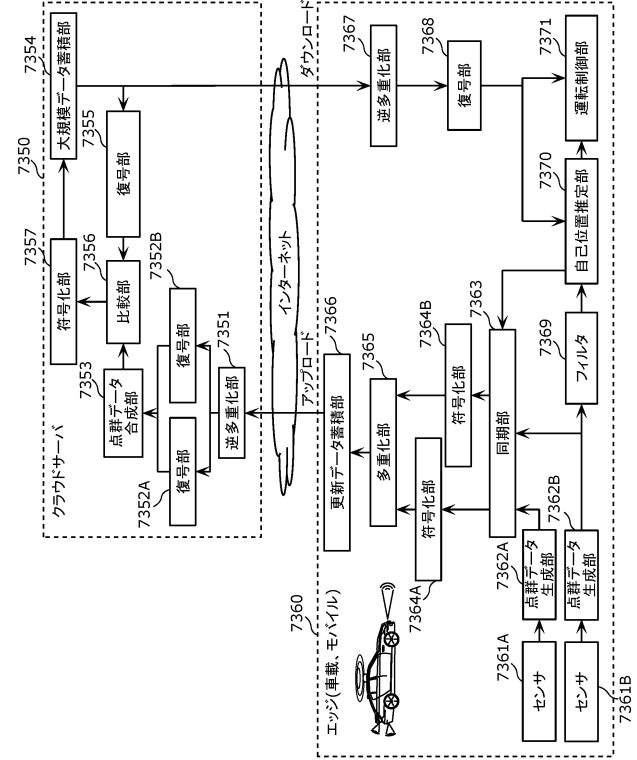 7350
クラウドサーバ
7354
大規模データ蓄積部
7355
復号部
7357
符号化部
7356
比較部
7353
点群データ
合成部
7352B
復号部
7352A
復号部
7351
逆多重化部
インターネット
アップロード
ダウンロード
7360
エッジ(車載、モバイル)
7366
更新データ蓄積部
7365
多重化部
7364B
符号化部
7364A
符号化部
7363
同期部
7362A
点群データ
生成部
7362B
点群データ
生成部
7361A
センサ
7361B
センサ
7367
逆多重化部
7368
復号部
7369
フィルタ
7370
自己位置推定部
7371
運転制御部